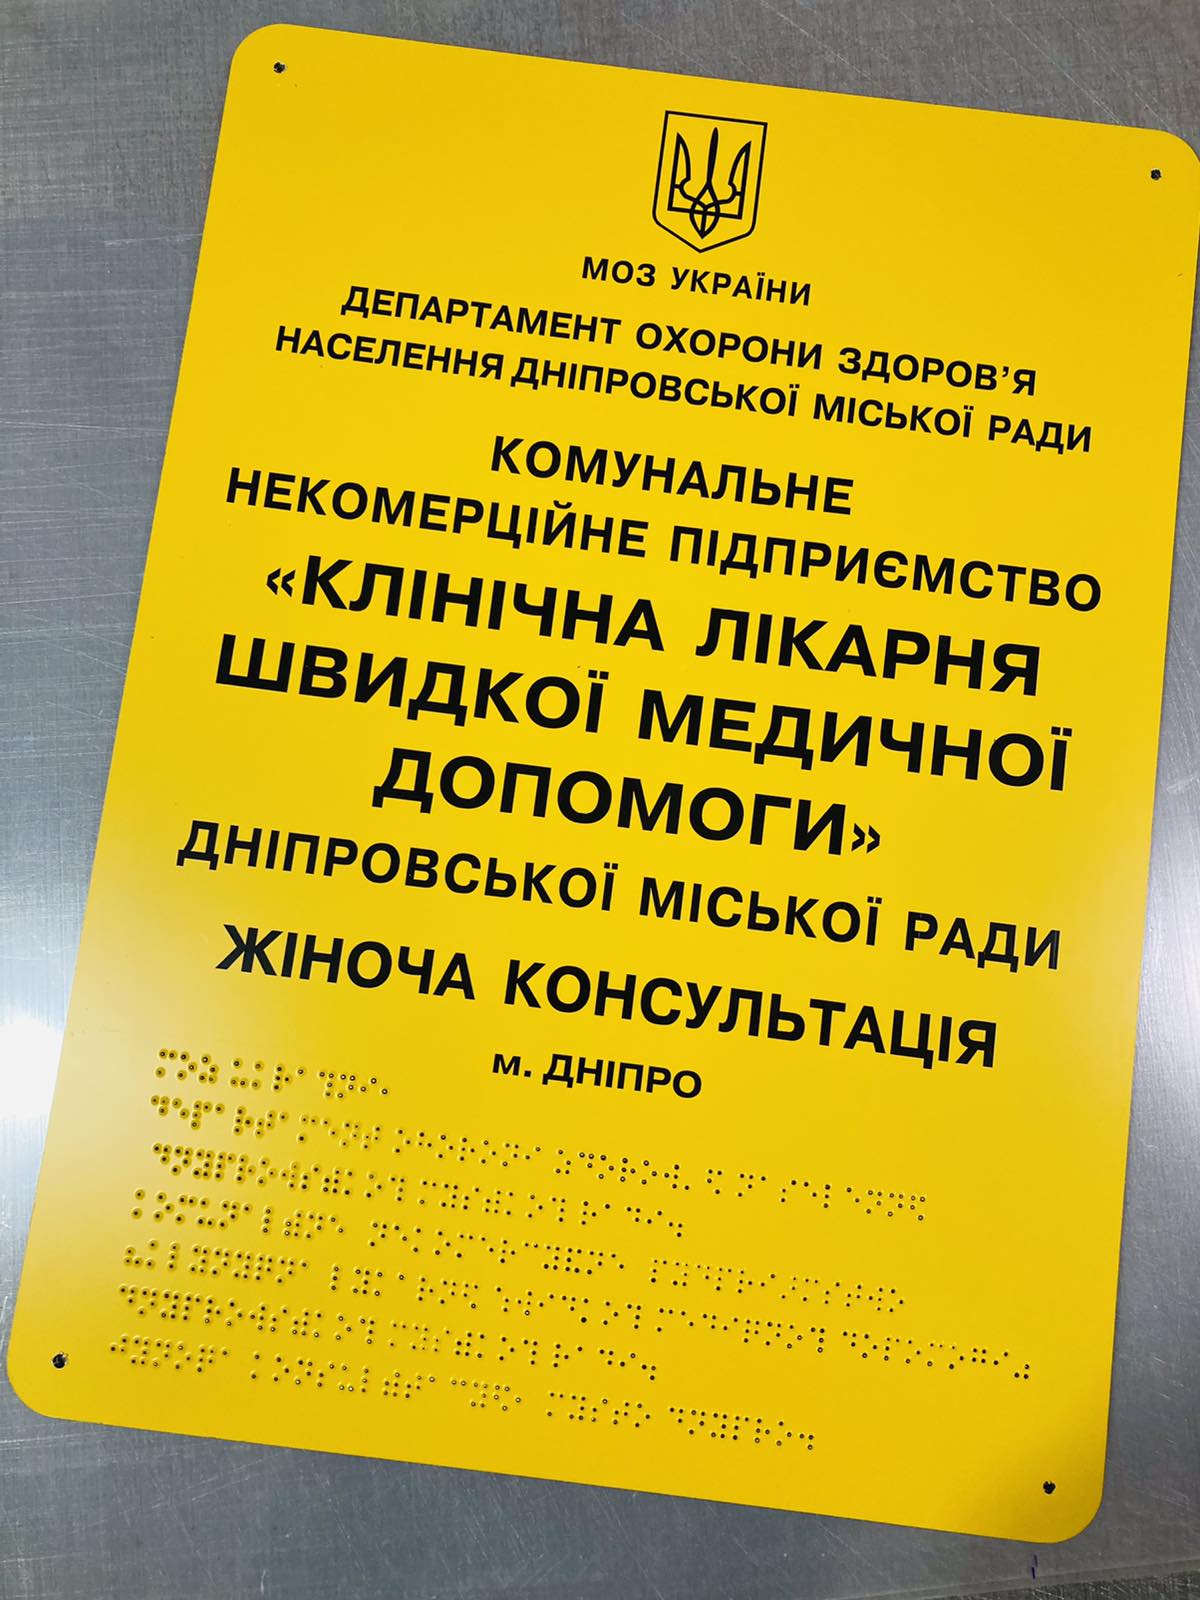 МОЗ УКРАЇНИ
ДЕПАРТАМЕНТ ОХОРОНИ ЗДОРОВ’Я
НАСЕЛЕННЯ ДНІПРОВСЬКОЇ МІСЬКОЇ РАДИ
КОМУНАЛЬНЕ
НЕКОМЕРЦІЙНЕ ПІДПРИЄМСТВО
«КЛІНІЧНА ЛІКАРНЯ
ШВИДКОЇ МЕДИЧНОЇ
ДОПОМОГИ»
ДНІПРОВСЬКОЇ МІСЬКОЇ РАДИ
ЖІНОЧА КОНСУЛЬТАЦІЯ
м. ДНІПРО